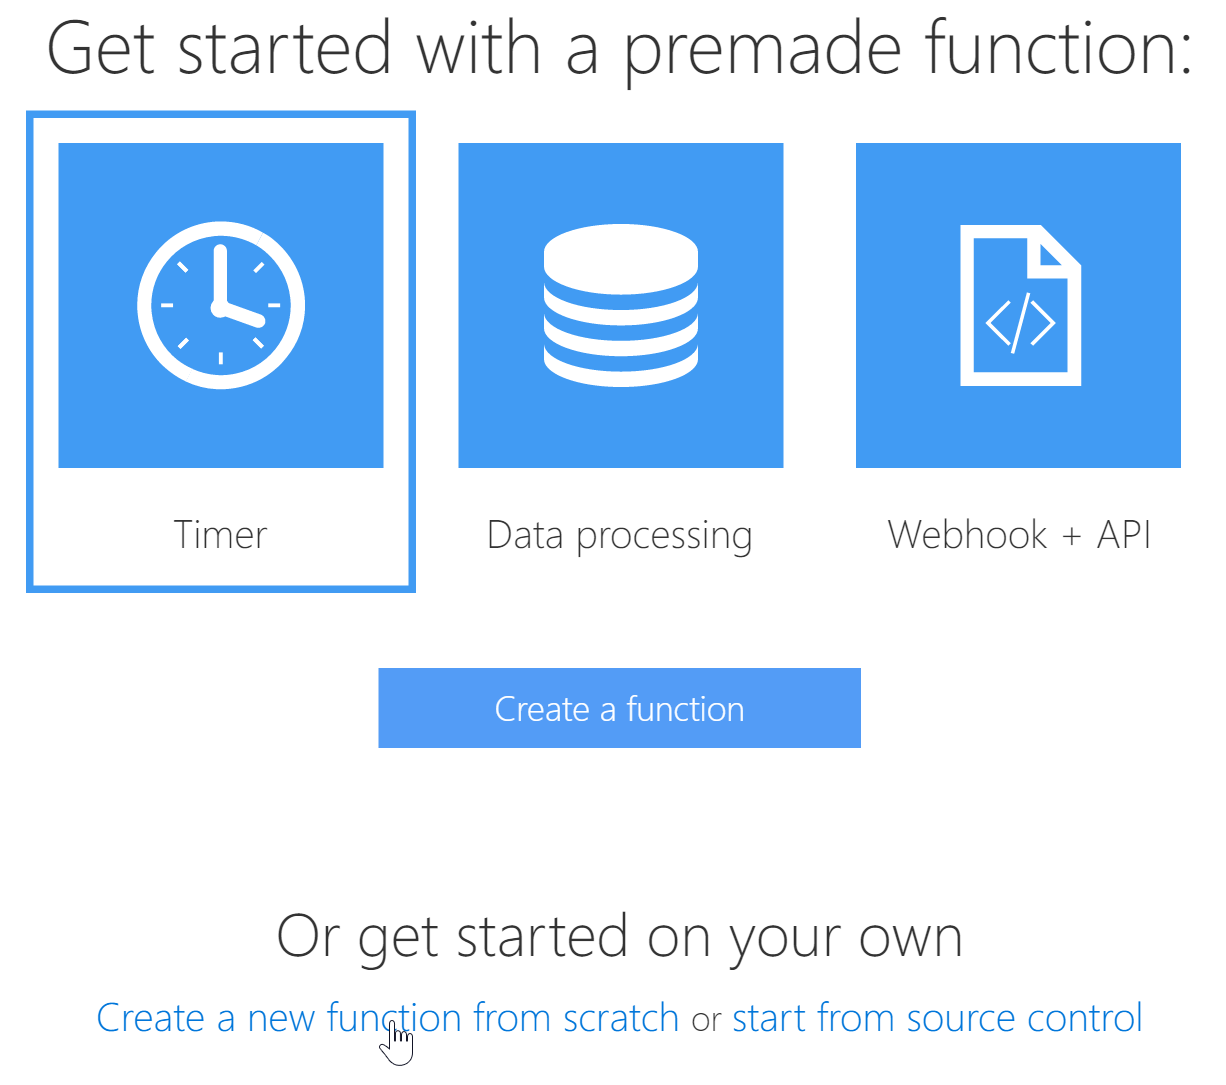 Get started with a premade function:
Timer
Data processing
Webhook + API
Create a function
Or get started on your own
Create a new function from scratch or start from source control